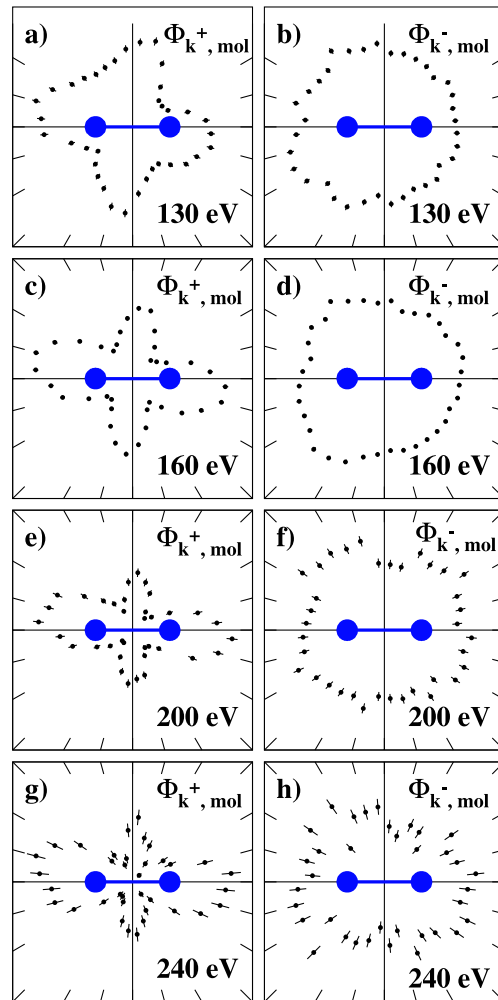 a) Φk+, mol
130 eV
b) Φk-, mol
130 eV
c) Φk+, mol
160 eV
d) Φk-, mol
160 eV
e) Φk+, mol
200 eV
f) Φk-, mol
200 eV
g) Φk+, mol
240 eV
h) Φk-, mol
240 eV